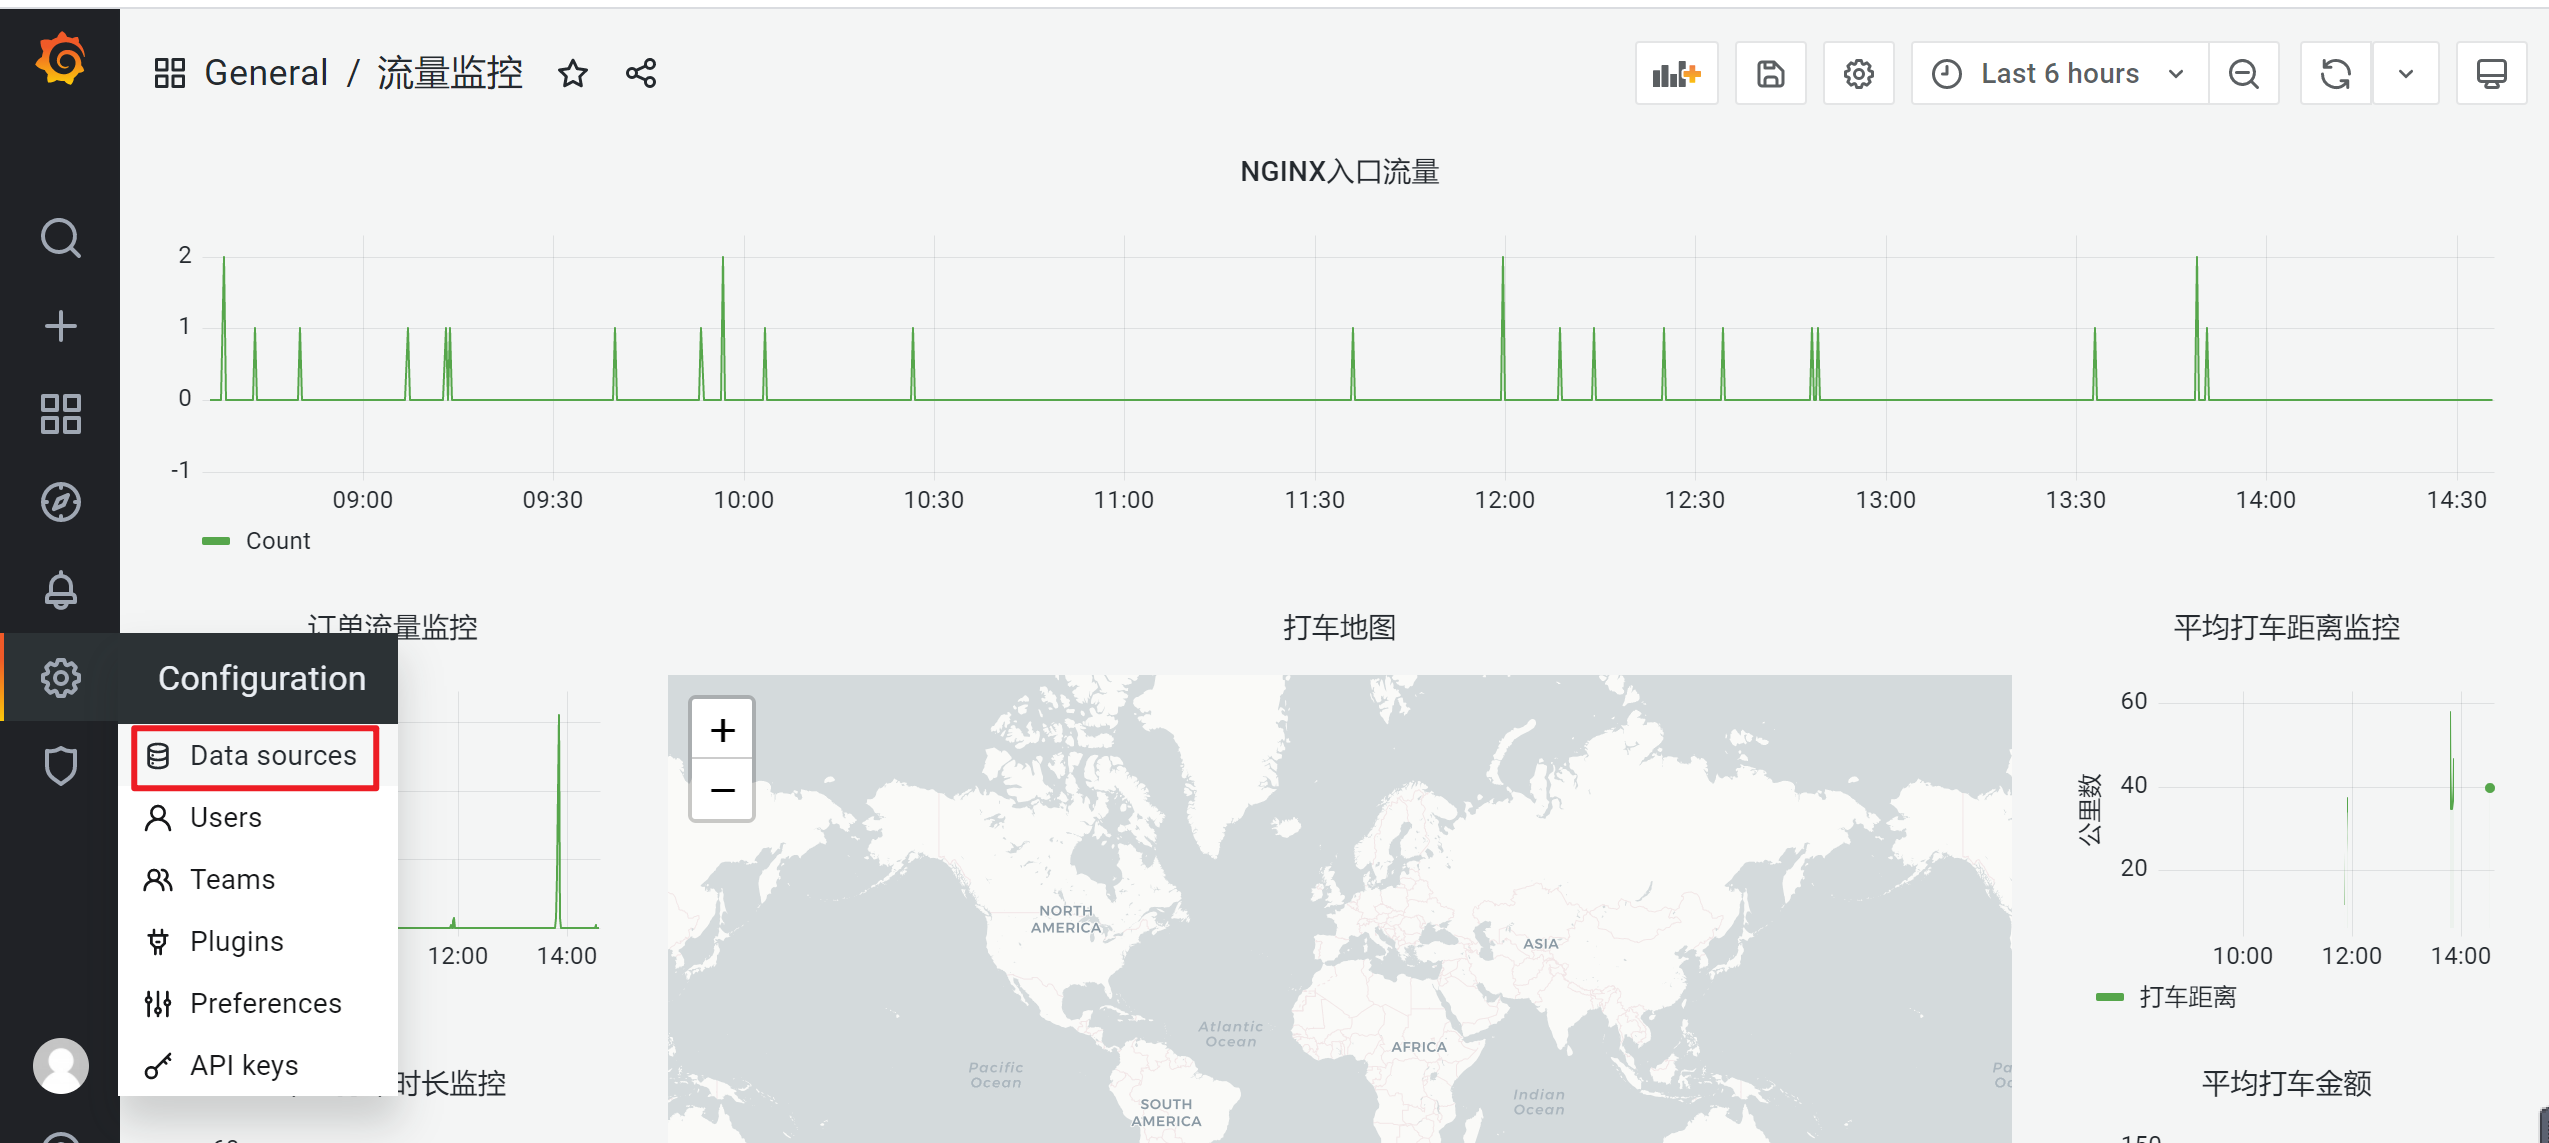 General / 流量监控
Last 6 hours
NGINX入口流量
2
1
0
-1
09:00 09:30 10:00 10:30 11:00 11:30 12:00 12:30 13:00 13:30 14:00 14:30
Count
订单流量监控
12:00 14:00
Configuration
Data sources
Users
Teams
Plugins
Preferences
API keys
时长监控
打车地图
+
−
NORTH
AMERICA
ASIA
Atlantic
Ocean
AFRICA
Pacific
Ocean
Indian
Ocean
SOUTH
AMERICA
平均打车距离监控
60
40
20
公里数
10:00 12:00 14:00
打车距离
平均打车金额
150